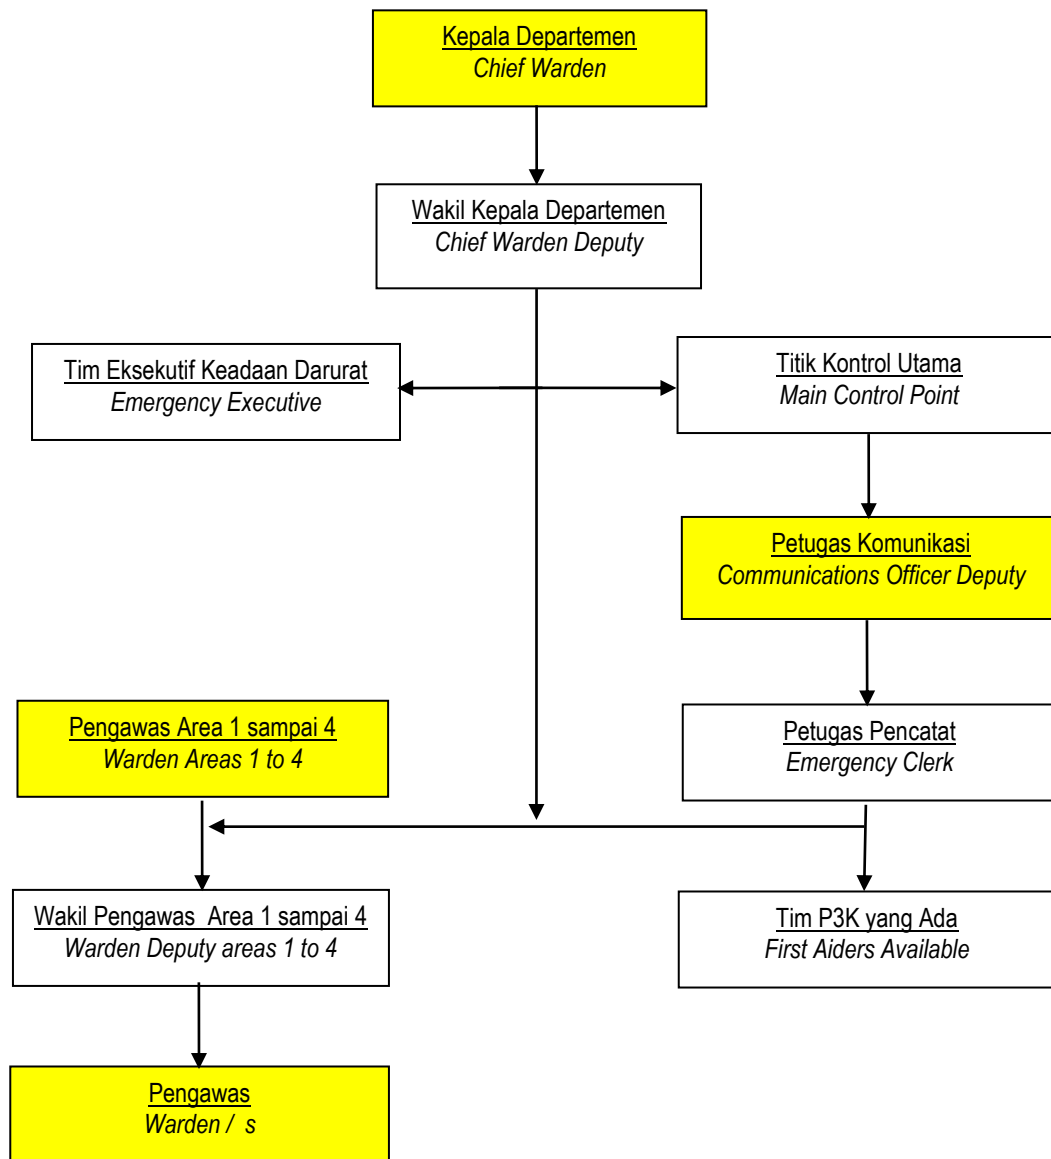 Kepala Departemen
Chief Warden
Wakil Kepala Departemen
Chief Warden Deputy
Tim Eksekutif Keadaan Darurat
Emergency Executive
Titik Kontrol Utama
Main Control Point
Petugas Komunikasi
Communications Officer Deputy
Pengawas Area 1 sampai 4
Warden Areas 1 to 4
Petugas Pencatat
Emergency Clerk
Wakil Pengawas Area 1 sampai 4
Warden Deputy areas 1 to 4
Tim P3K yang Ada
First Aiders Available
Pengawas
Warden / s